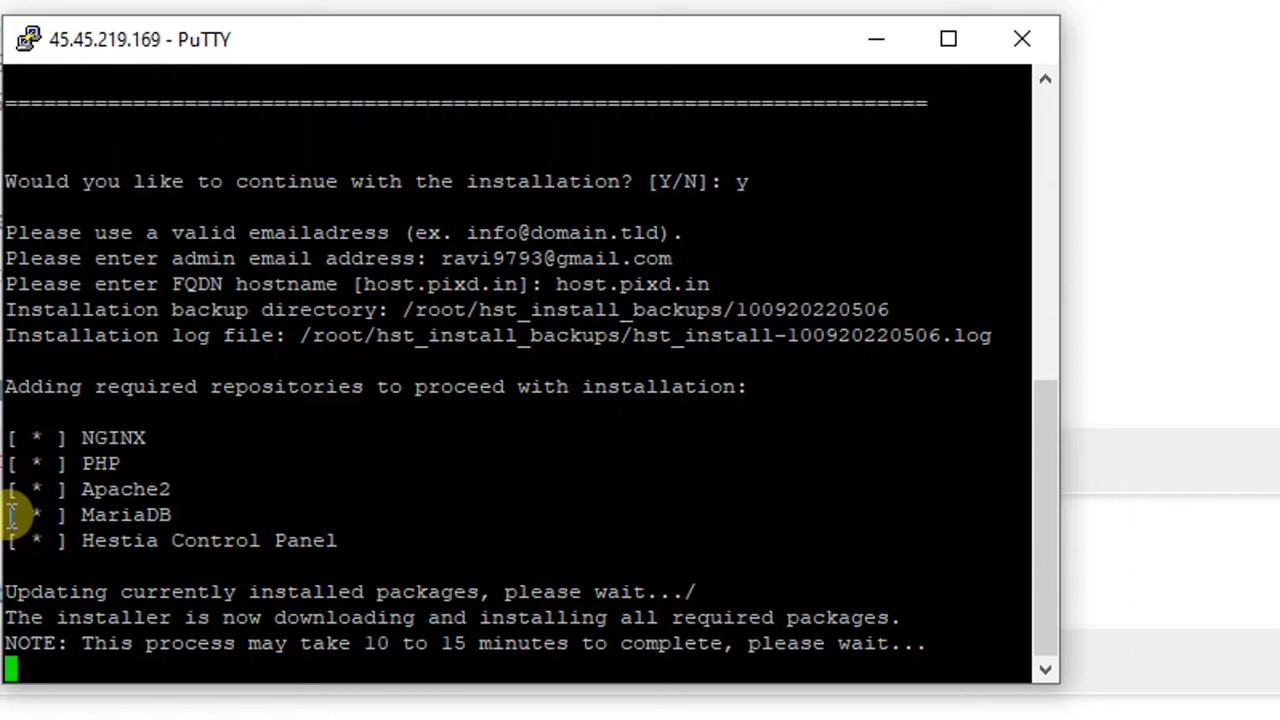 45.45.219.169 - PuTTY
========================================================================
Would you like to continue with the installation? [Y/N]: y
Please use a valid emailadress (ex. info@domain.tld).
Please enter admin email address: ravi9793@gmail.com
Please enter FQDN hostname [host.pixd.in]: host.pixd.in
Installation backup directory: /root/hst_install_backups/100920220506
Installation log file: /root/hst_install_backups/hst_install-100920220506.log
Adding required repositories to proceed with installation:
[ * ] NGINX
[ * ] PHP
[ * ] Apache2
[ * ] MariaDB
[ * ] Hestia Control Panel
Updating currently installed packages, please wait.../
The installer is now downloading and installing all required packages.
NOTE: This process may take 10 to 15 minutes to complete, please wait...